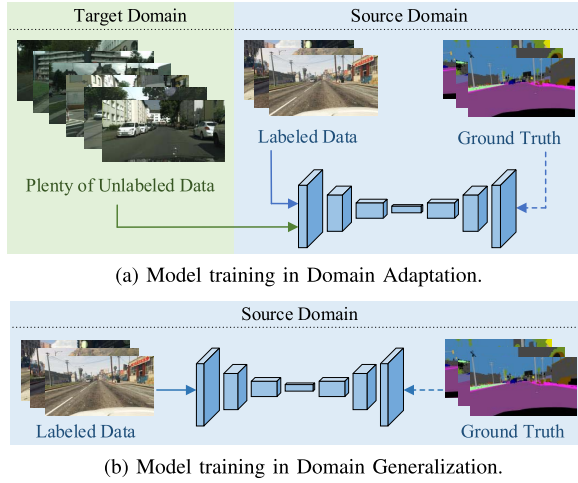 Target Domain
Source Domain
Labeled Data
Ground Truth
Plenty of Unlabeled Data
(a) Model training in Domain Adaptation.
Source Domain
Labeled Data
Ground Truth
(b) Model training in Domain Generalization.